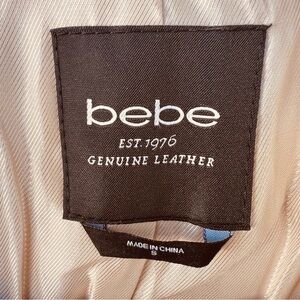 bebe
EST. 1976
GENUINE LEATHER
MADE IN CHINA
S